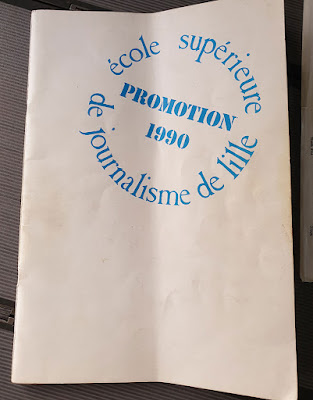 école supérieure
de journalisme de lille
PROMOTION
1990